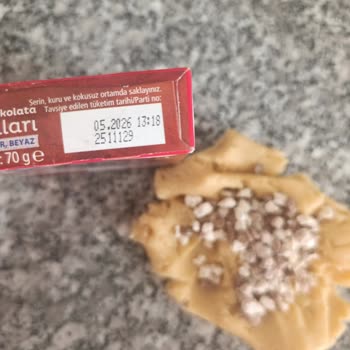 Serin, kuru ve kokusuz ortamda saklayınız.
Tavsiye edilen tüketim tarihi/Parti no:
kolata
ları
R, BEYAZ
: 70 g e
05.2026 13:18
2511129